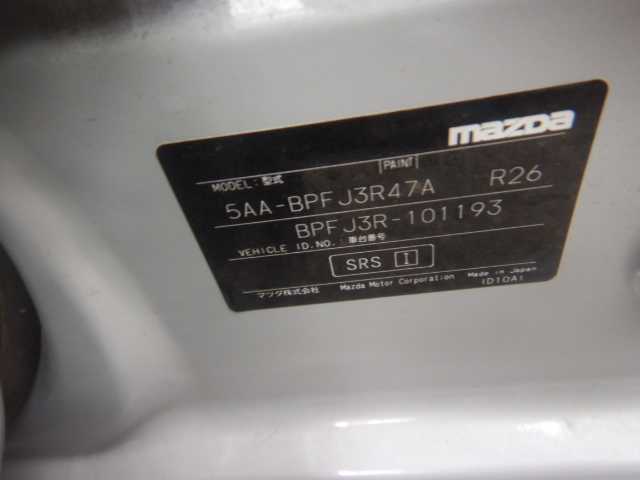 mazda
MODEL: 型式 PAINT
5AA-BPFJ3R47A R26
BPFJ3R-101193
VEHICLE ID.NO.: 車台番号
SRS I
マツダ株式会社 Mazda Motor Corporation Made in Japan
(D10A)